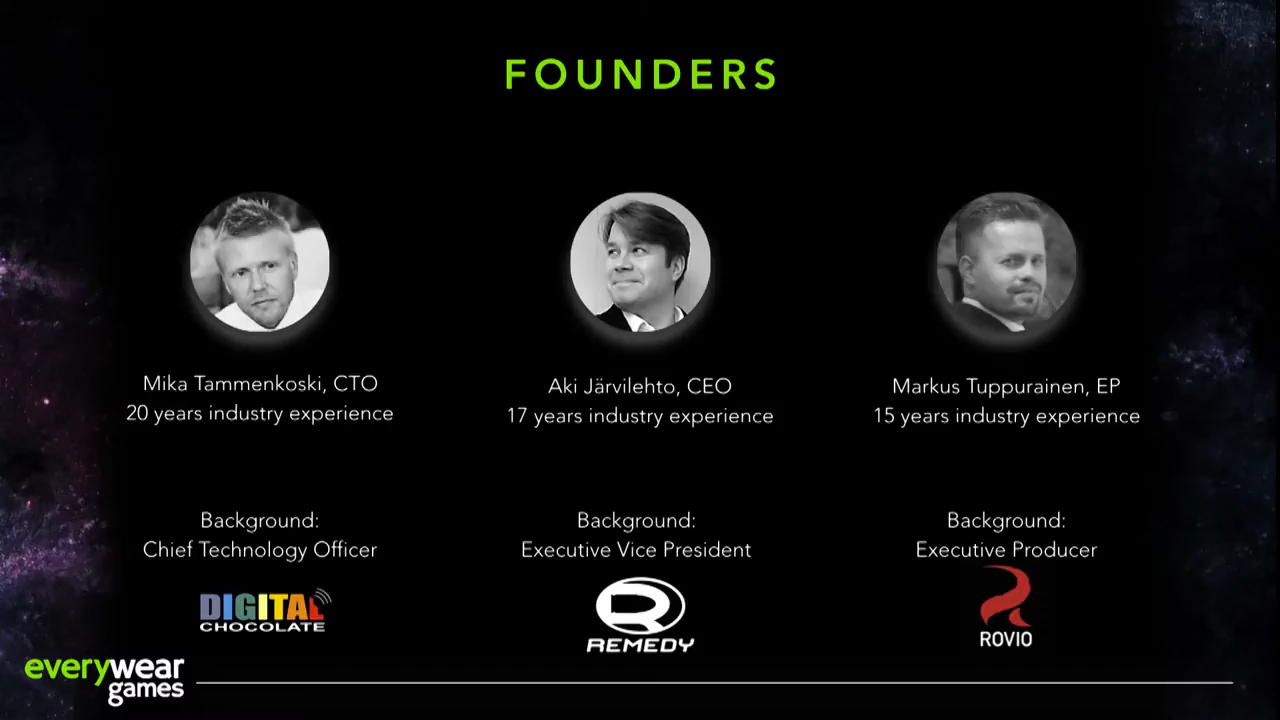 FOUNDERS
Mika Tammenkoski, CTO
20 years industry experience
Aki Järvilehto, CEO
17 years industry experience
Markus Tuppurainen, EP
15 years industry experience
Background:
Chief Technology Officer
DIGITAL
CHOCOLATE
Background:
Executive Vice President
REMEDY
Background:
Executive Producer
ROVIO
everywear
games